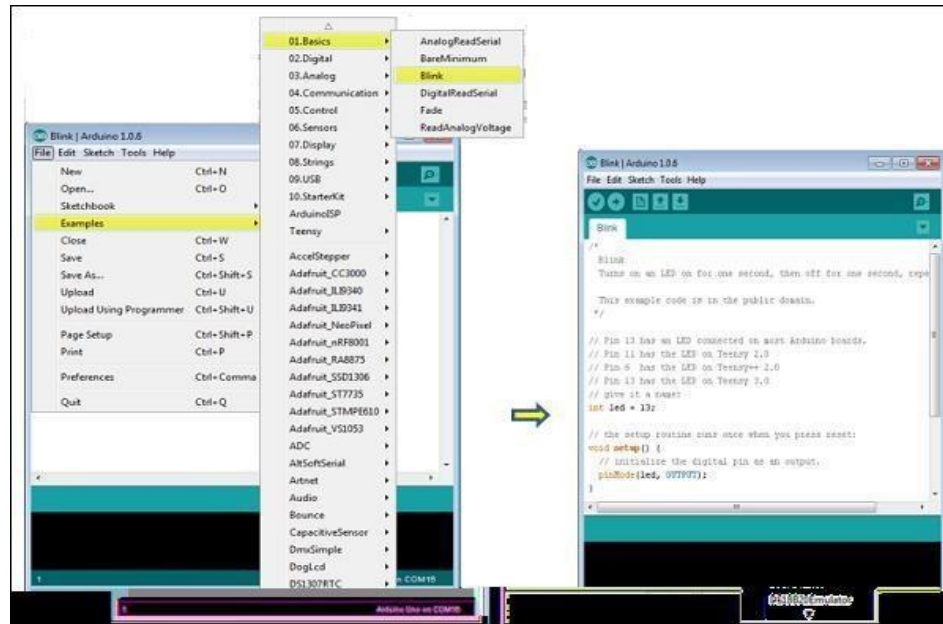 01.Basics
02.Digital
03.Analog
04.Communication
05.Control
06.Sensors
07.Display
08.Strings
09.USB
10.StarterKit
ArduinoISP
Teensy
AccelStepper
Adafruit_CC3000
Adafruit_ILI9340
Adafruit_ILI9341
Adafruit_NeoPixel
Adafruit_nRF8001
Adafruit_RA8875
Adafruit_SSD1306
Adafruit_ST7735
Adafruit_STMPE610
Adafruit_VS1053
ADC
AltSoftSerial
Artnet
Audio
Bounce
CapacitiveSensor
DmxSimple
DogLcd
DS1307RTC
AnalogReadSerial
BareMinimum
Blink
DigitalReadSerial
Fade
ReadAnalogVoltage
Blink | Arduino 1.0.6
File Edit Sketch Tools Help
New Ctrl+N
Open... Ctrl+O
Sketchbook
Examples
Close Ctrl+W
Save Ctrl+S
Save As... Ctrl+Shift+S
Upload Ctrl+U
Upload Using Programmer Ctrl+Shift+U
Page Setup Ctrl+Shift+P
Print Ctrl+P
Preferences Ctrl+Comma
Quit Ctrl+Q
1 on COM16
1 Arduino Uno on COM16
Blink | Arduino 1.0.6
File Edit Sketch Tools Help
Blink
/*
Blink
Turns on an LED on for one second, then off for one second, repe
This example code is in the public domain.
*/
// Pin 13 has an LED connected on most Arduino boards.
// Pin 11 has the LED on Teensy 2.0
// Pin 6 has the LED on Teensy++ 2.0
// Pin 13 has the LED on Teensy 3.0
// give it a name:
int led = 13;
// the setup routine runs once when you press reset:
void setup() {
// initialize the digital pin as an output.
pinMode(led, OUTPUT);
}